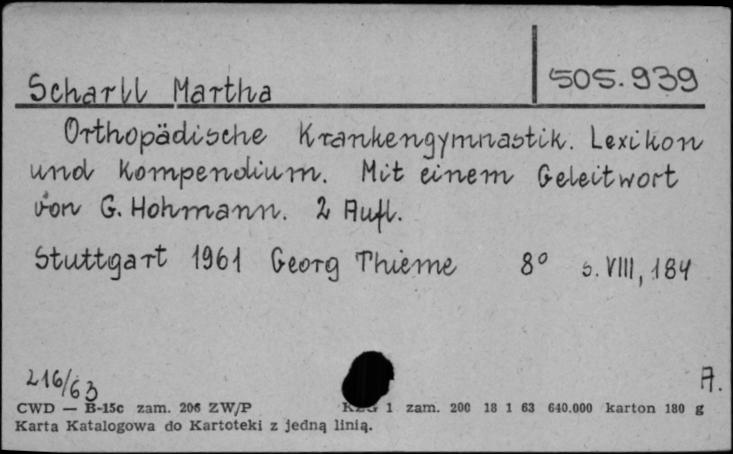 505.939
Scharll Martha
Orthopädische Krankengymnastik. Lexikon
und Kompendium. Mit einem Geleitwort
von G. Hohmann. 2 Aufl.
Stuttgart 1961 Georg Thieme 8° s. VIII, 184
216/63
A.
CWD — B-15c zam. 206 ZW/P 1 zam. 200 18 1 63 640.000 karton 180 g
Karta Katalogowa do Kartoteki z jedną linią.